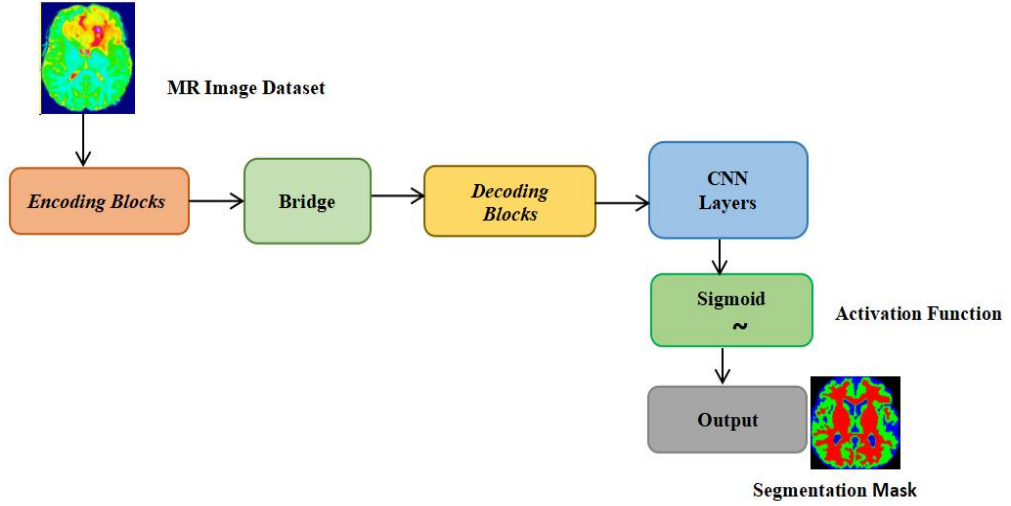 MR Image Dataset
Encoding Blocks
Bridge
Decoding
Blocks
CNN
Layers
Sigmoid
~
Activation Function
Output
Segmentation Mask